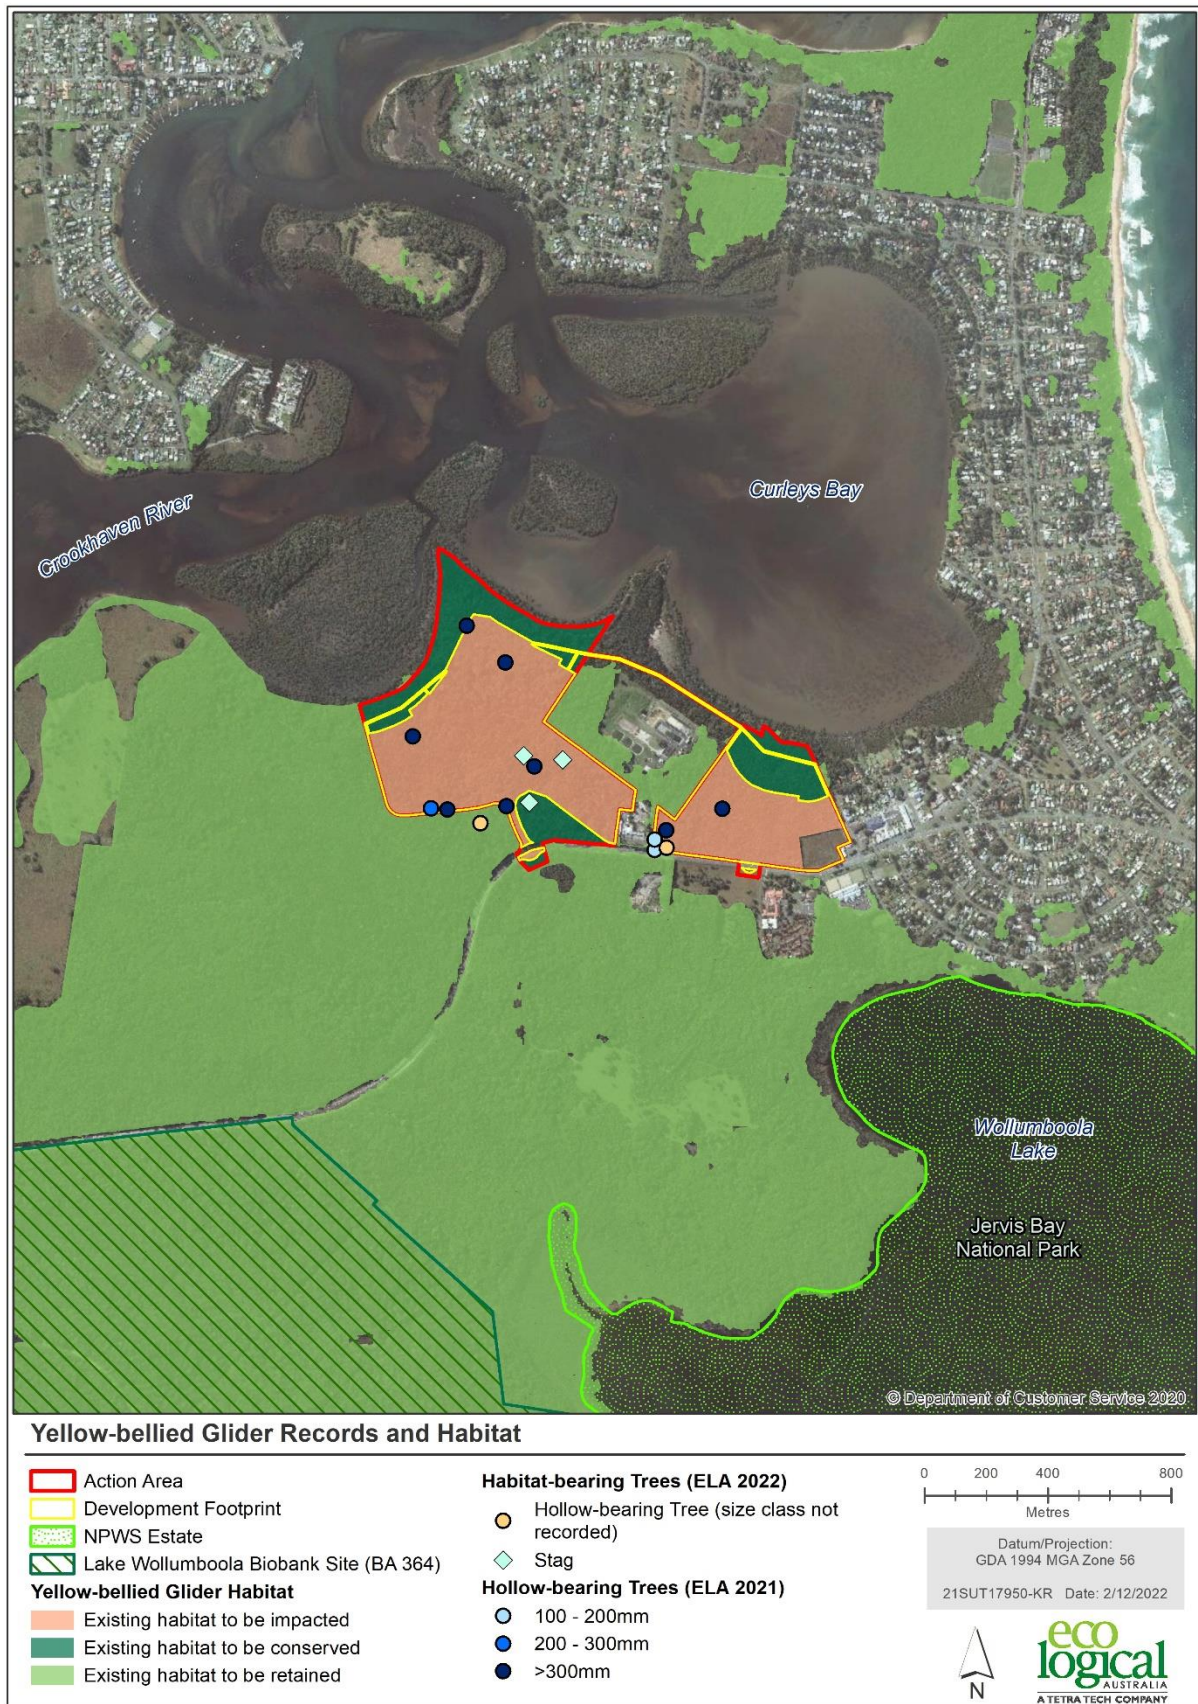 Crookhaven River
Curleys Bay
Wollumboola
Lake
Jervis Bay
National Park
© Department of Customer Service 2020
Yellow-bellied Glider Records and Habitat
Action Area
Development Footprint
NPWS Estate
Lake Wollumboola Biobank Site (BA 364)
Yellow-bellied Glider Habitat
Existing habitat to be impacted
Existing habitat to be conserved
Existing habitat to be retained
Habitat-bearing Trees (ELA 2022)
Hollow-bearing Tree (size class not
recorded)
Stag
Hollow-bearing Trees (ELA 2021)
100 - 200mm
200 - 300mm
>300mm
0 200 400 800
Metres
Datum/Projection:
GDA 1994 MGA Zone 56
21SUT17950-KR Date: 2/12/2022
N
eco
logical
AUSTRALIA
A TETRA TECH COMPANY